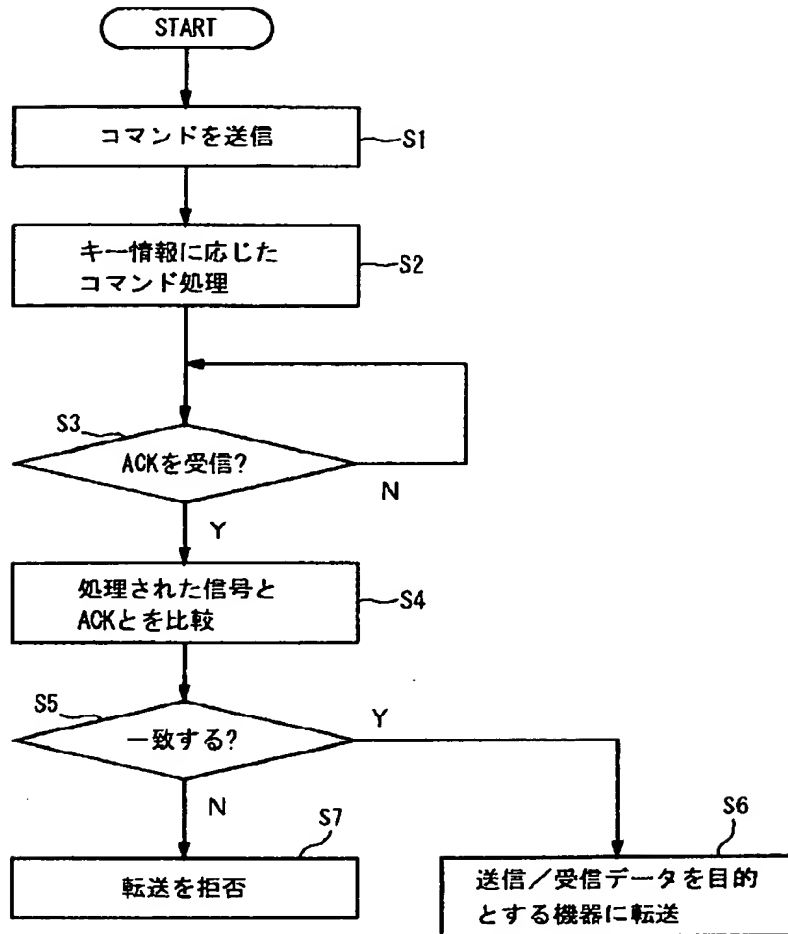 START
コマンドを送信
S1
キー情報に応じた
コマンド処理
S2
S3
ACKを受信?
N
Y
処理された信号と
ACKとを比較
S4
S5
一致する?
Y
N
S7
転送を拒否
S6
送信/受信データを目的
とする機器に転送